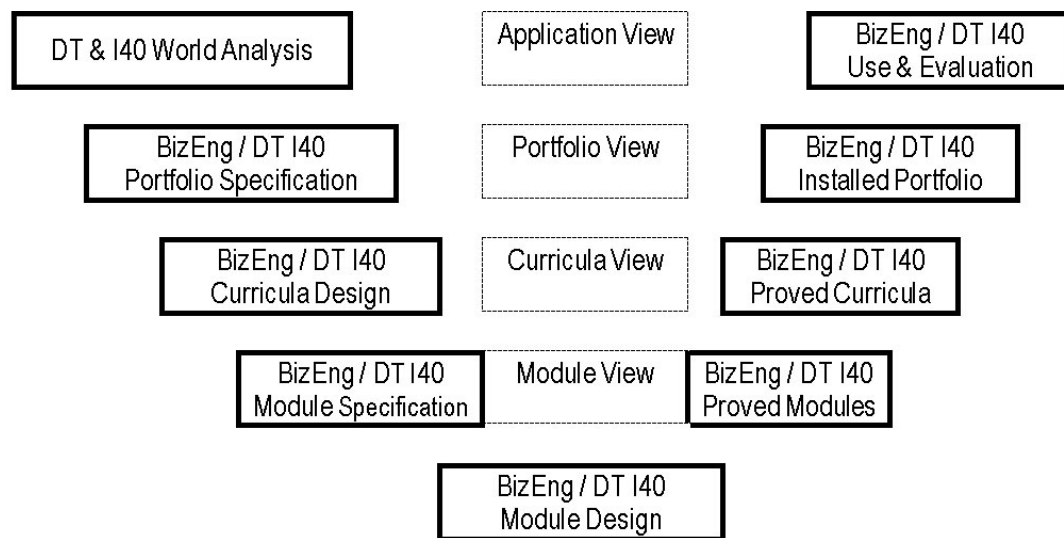 DT & I40 World Analysis
Application View
BizEng / DT I40
Use & Evaluation
BizEng / DT I40
Portfolio Specification
Portfolio View
BizEng / DT I40
Installed Portfolio
BizEng / DT I40
Curricula Design
Curricula View
BizEng / DT I40
Proved Curricula
BizEng / DT I40
Module Specification
Module View
BizEng / DT I40
Proved Modules
BizEng / DT I40
Module Design